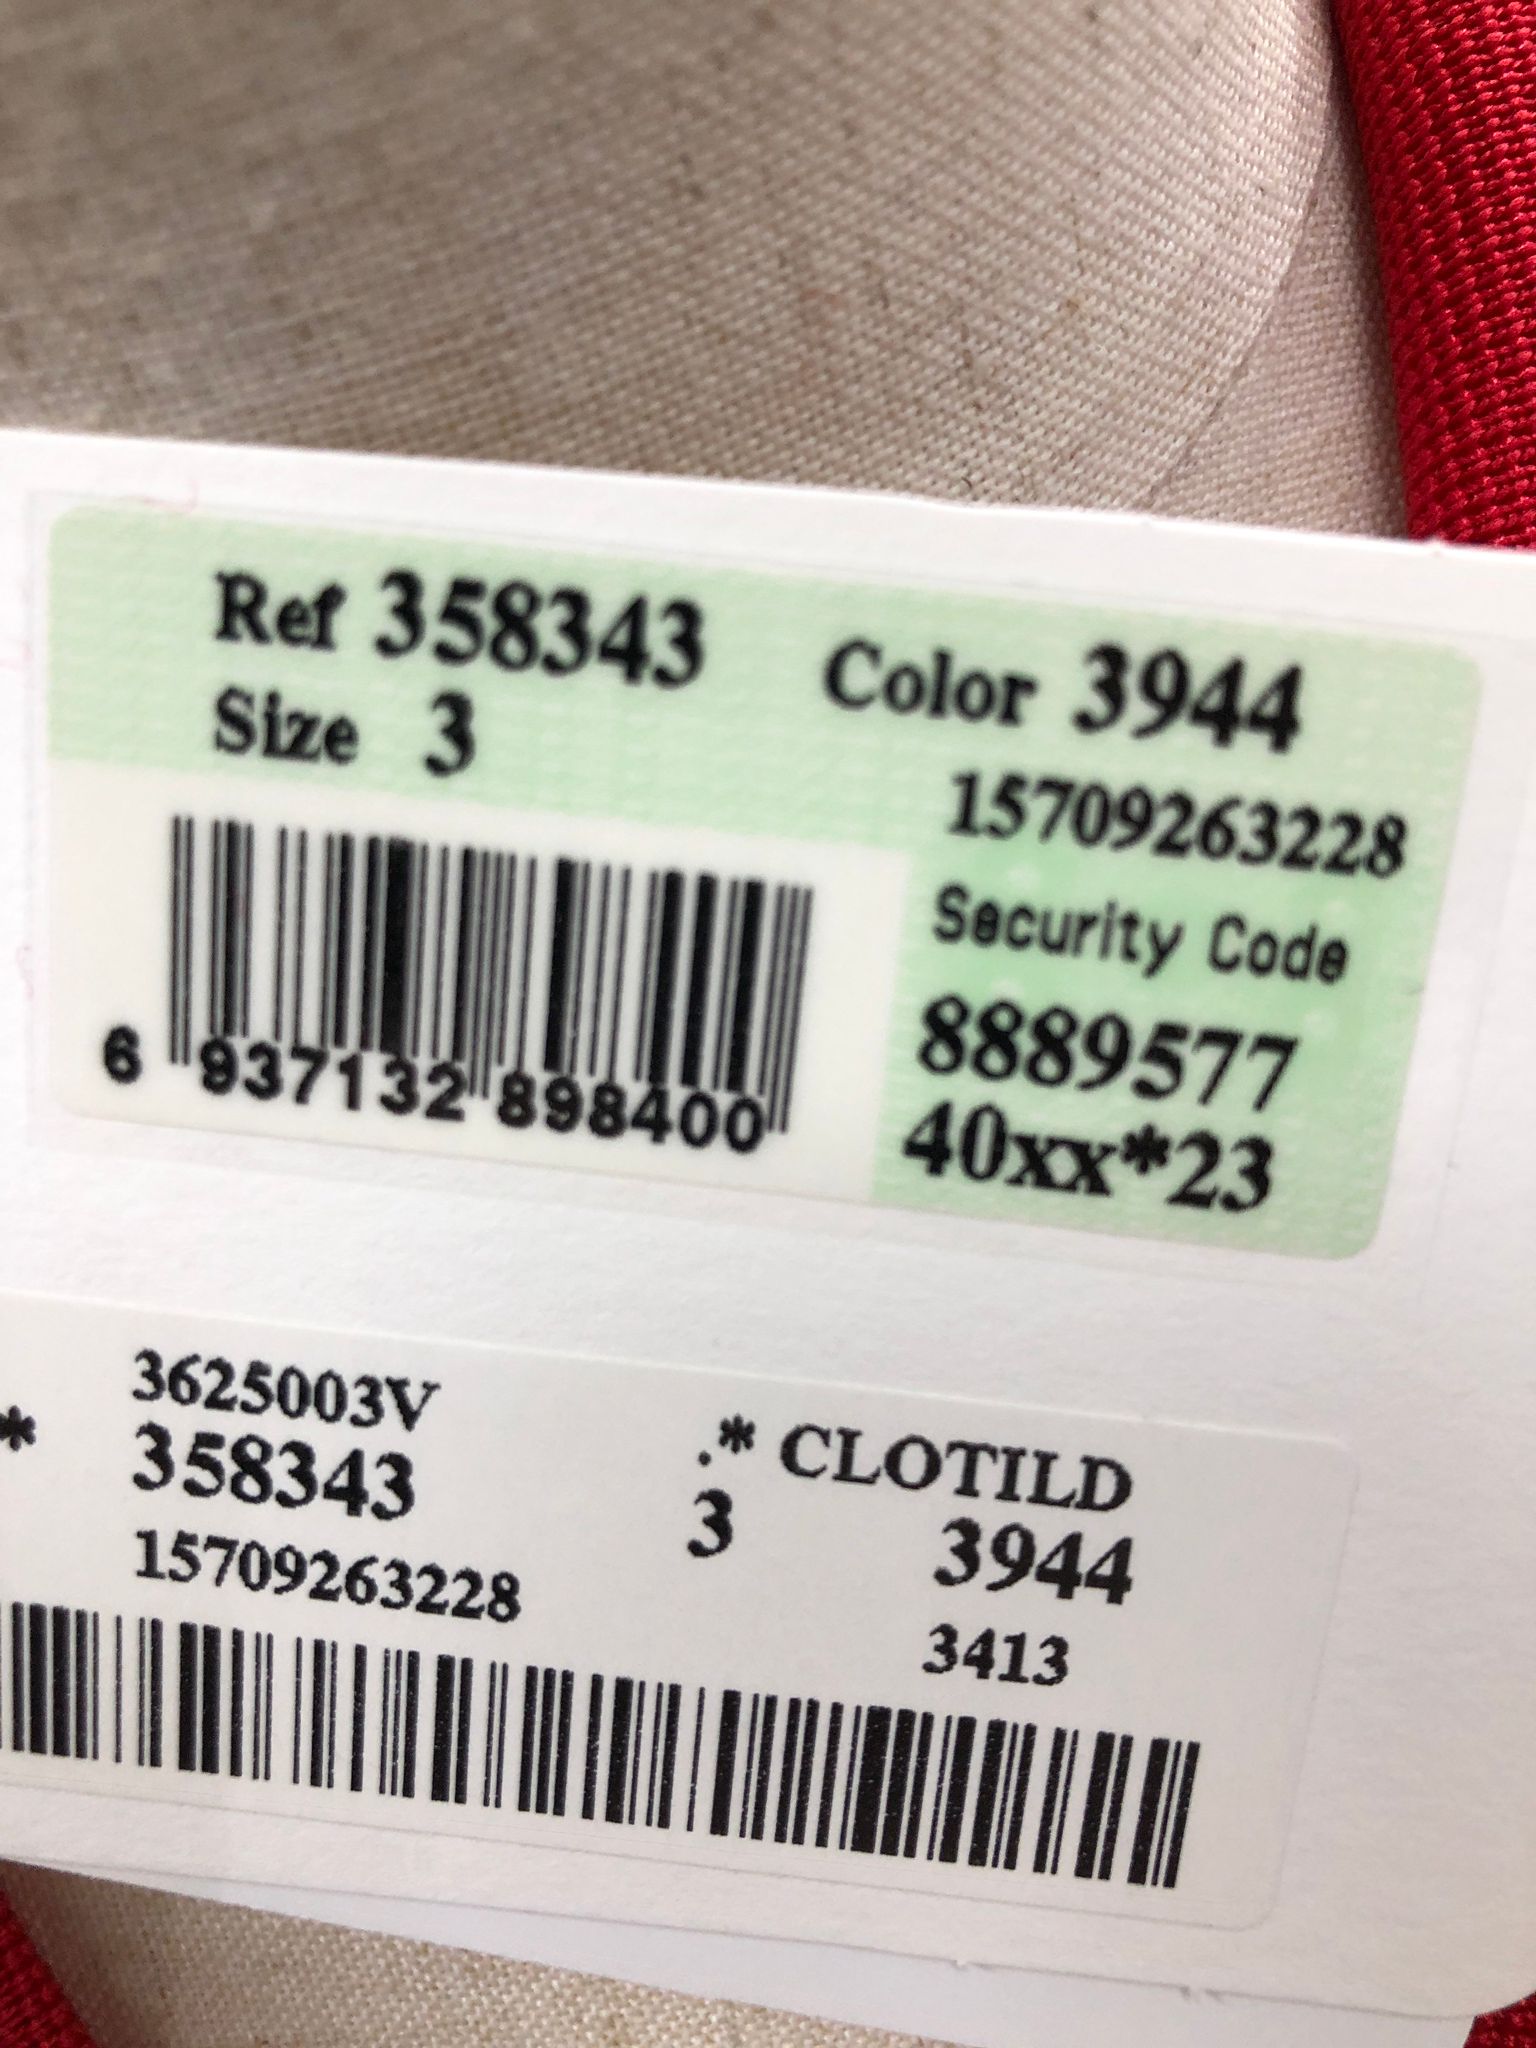 Ref 358343 Color 3944
Size 3
15709263228
Security Code
8889577
40xx*23
6 937132 898400
3625003V
* 358343 .* CLOTILD
3 3944
15709263228
3413